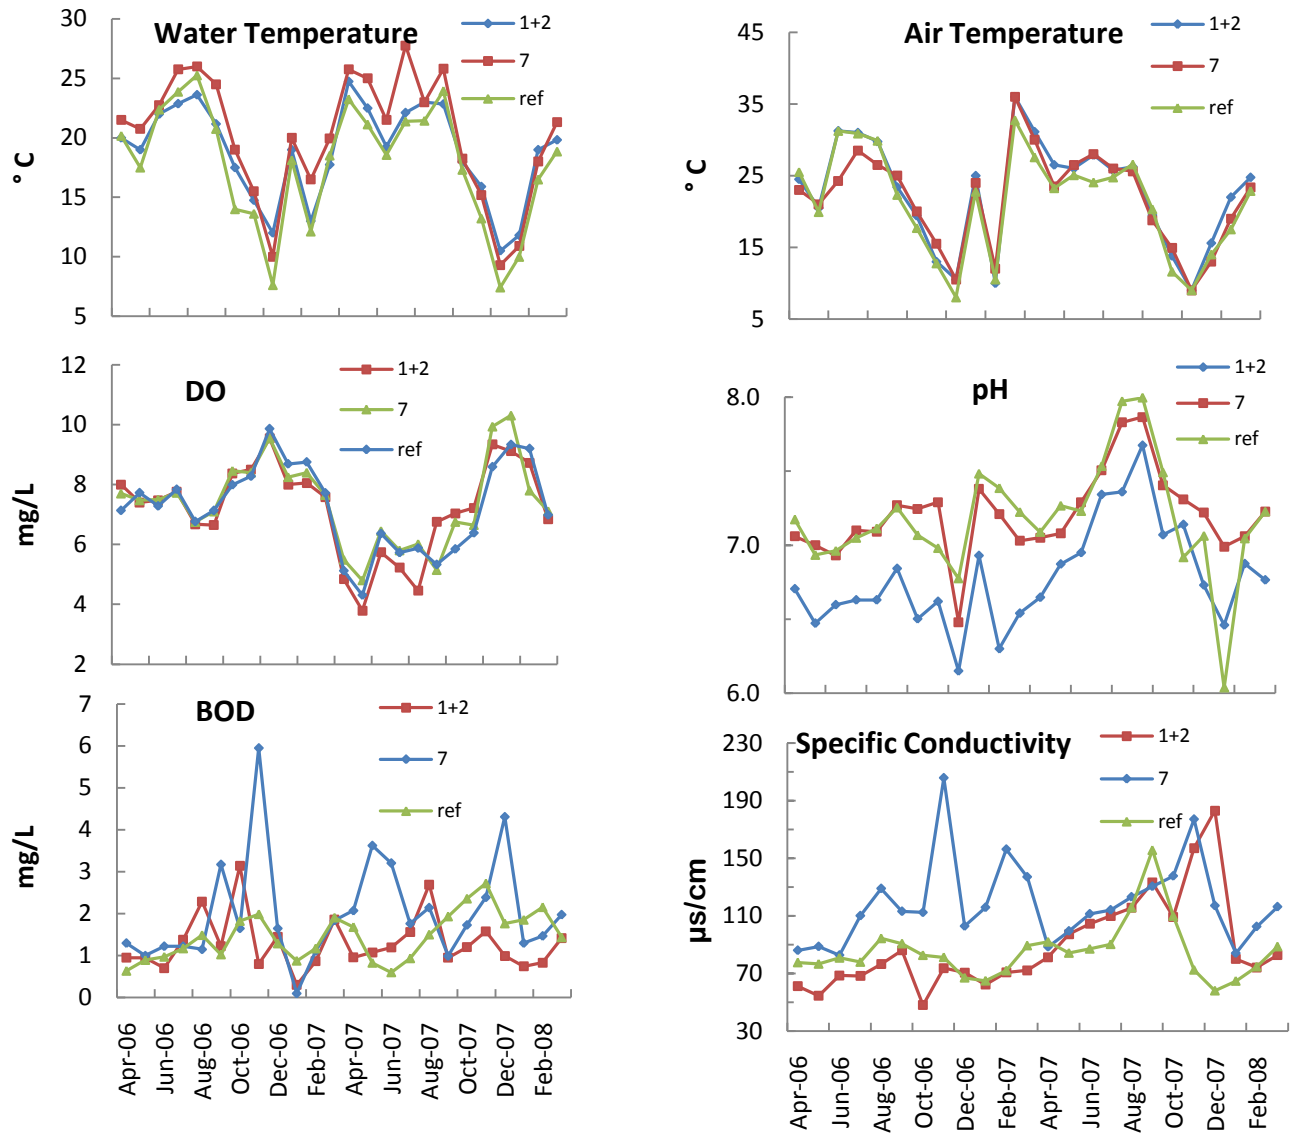 Water Temperature
1+2
7
ref
30
25
20
15
10
5
° C
Air Temperature
1+2
7
ref
45
35
25
15
5
° C
DO
1+2
7
ref
12
10
8
6
4
2
mg/L
pH
1+2
7
ref
8.0
7.0
6.0
BOD
1+2
7
ref
7
6
5
4
3
2
1
0
mg/L
Apr-06
Jun-06
Aug-06
Oct-06
Dec-06
Feb-07
Apr-07
Jun-07
Aug-07
Oct-07
Dec-07
Feb-08
Specific Conductivity
1+2
7
ref
230
190
150
110
70
30
µs/cm
Apr-06
Jun-06
Aug-06
Oct-06
Dec-06
Feb-07
Apr-07
Jun-07
Aug-07
Oct-07
Dec-07
Feb-08